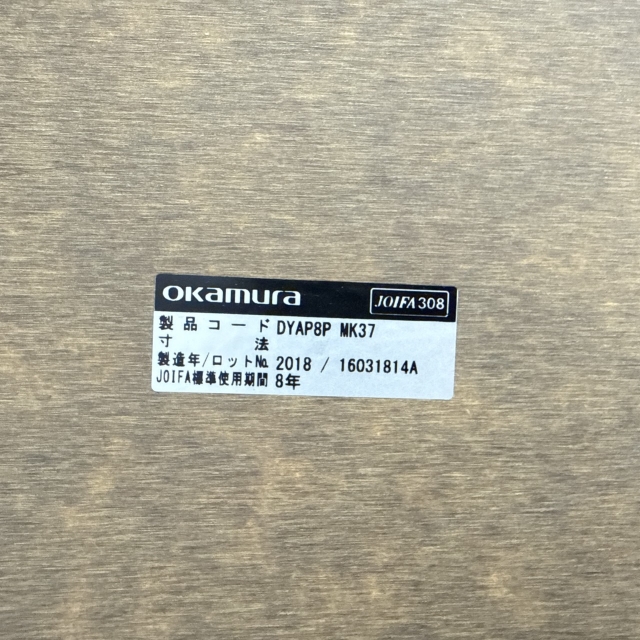 okamura JOIFA308
製品コード DYAP8P MK37
寸法
製造年/ロット№ 2018 / 16031814A
JOIFA標準使用期間 8年